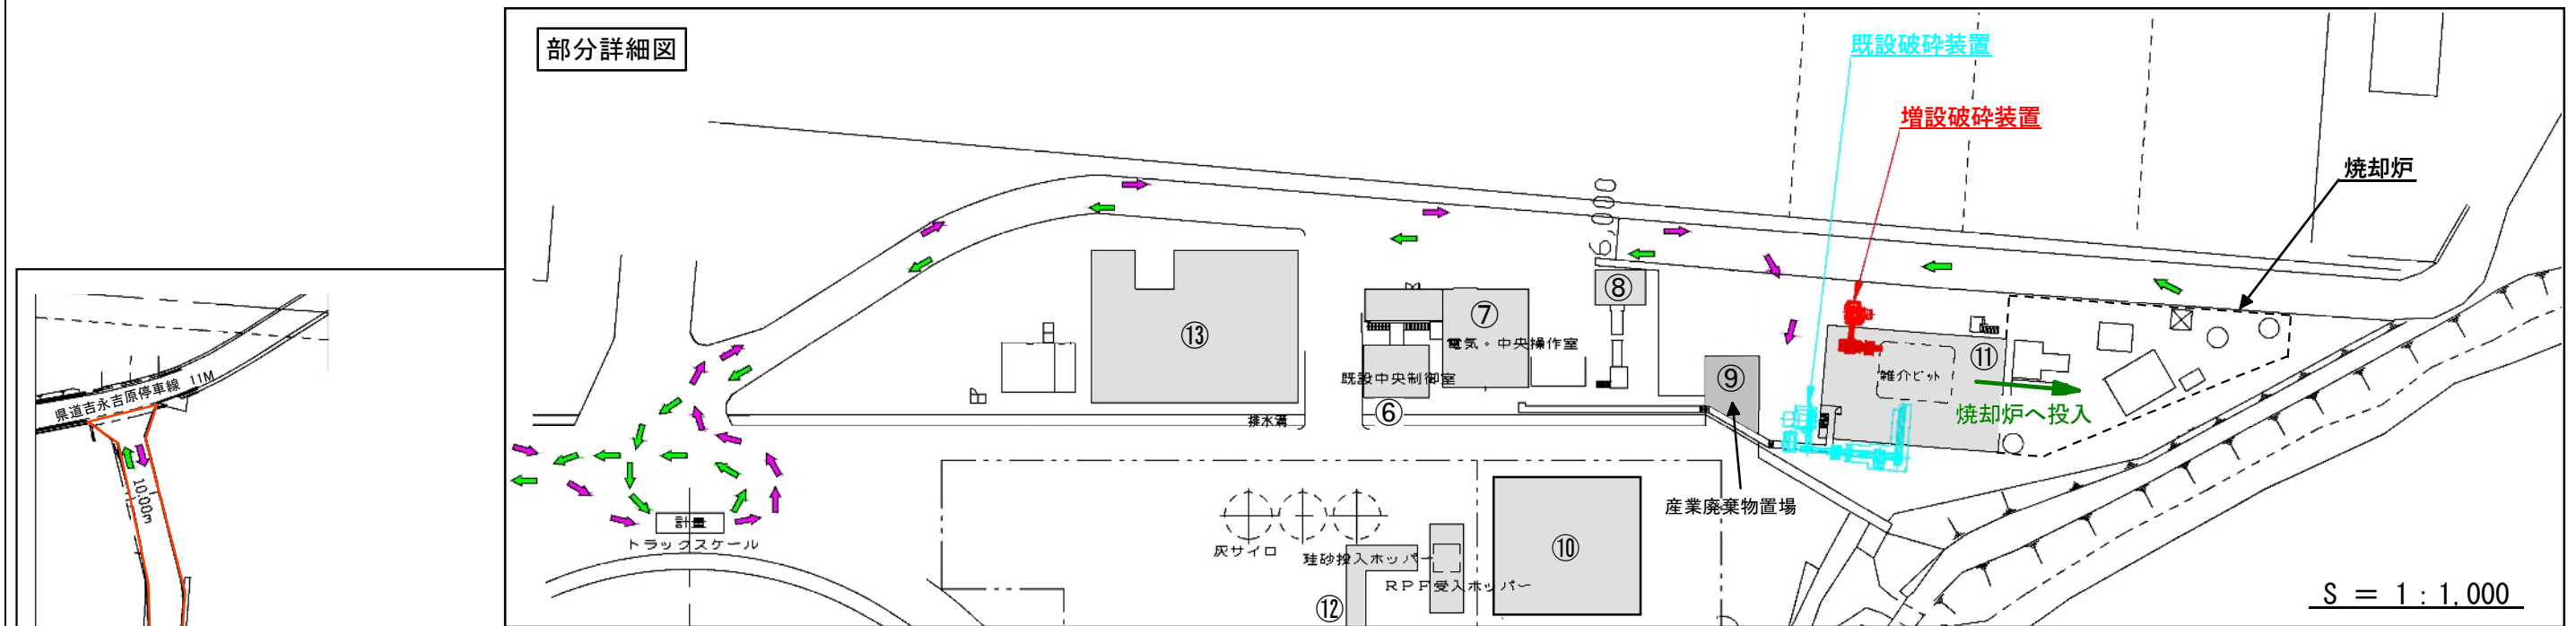 部分詳細図
既設破砕装置
増設破砕装置
焼却炉
6,000
⑧
⑦
⑬
電気・中央操作室
⑪
雑介ピット
既設中央制御室
⑨
県道吉永吉原停車線 11M
焼却炉へ投入
⑥
排水溝
10.00m
産業廃棄物置場
計量
トラックスケール
灰サイロ
珪砂投入ホッパー
⑩
RPF受入ホッパー
⑫
S = 1:1,000